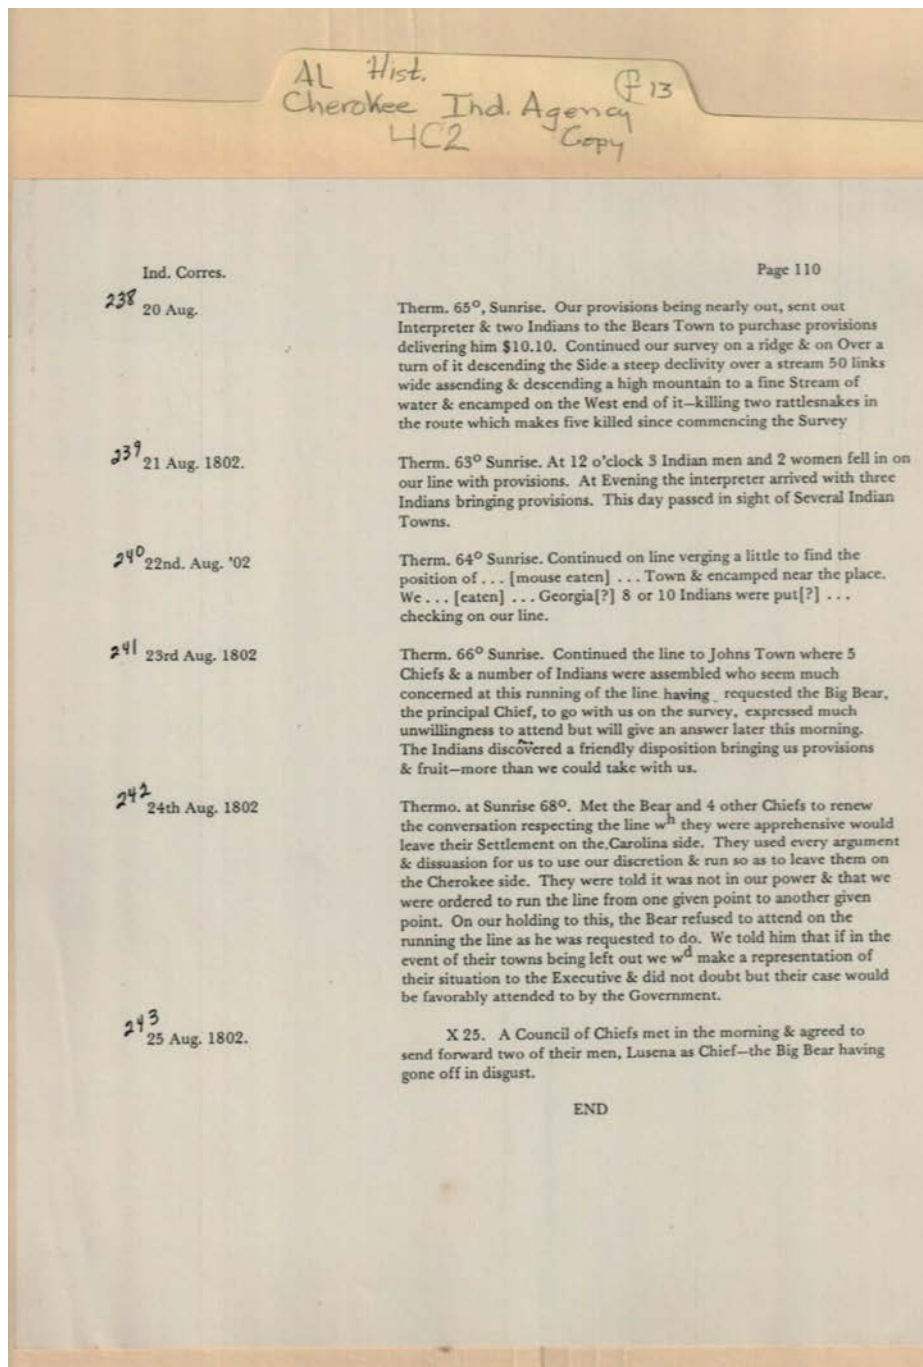 AL Hist.
f 13
Cherokee Ind. Agency
4C2 Copy
Ind. Corres. Page 110
238 20 Aug. Therm. 65º, Sunrise. Our provisions being nearly out, sent out
Interpreter & two Indians to the Bears Town to purchase provisions
delivering him $10.10. Continued our survey on a ridge & on Over a
turn of it descending the Side a steep declivity over a stream 50 links
wide assending & descending a high mountain to a fine Stream of
water & encamped on the West end of it—killing two rattlesnakes in
the route which makes five killed since commencing the Survey
239 21 Aug. 1802. Therm. 63º Sunrise. At 12 o'clock 3 Indian men and 2 women fell in on
our line with provisions. At Evening the interpreter arrived with three
Indians bringing provisions. This day passed in sight of Several Indian
Towns.
240 22nd. Aug. '02 Therm. 64º Sunrise. Continued on line verging a little to find the
position of . . . [mouse eaten] . . . Town & encamped near the place.
We . . . [eaten] . . . Georgia[?] 8 or 10 Indians were put[?] . . .
checking on our line.
241 23rd Aug. 1802 Therm. 66º Sunrise. Continued the line to Johns Town where 5
Chiefs & a number of Indians were assembled who seem much
concerned at this running of the line having requested the Big Bear,
the principal Chief, to go with us on the survey, expressed much
unwillingness to attend but will give an answer later this morning.
The Indians discovered a friendly disposition bringing us provisions
& fruit—more than we could take with us.
242 24th Aug. 1802 Thermo. at Sunrise 68º. Met the Bear and 4 other Chiefs to renew
the conversation respecting the line wh they were apprehensive would
leave their Settlement on the Carolina side. They used every argument
& dissuasion for us to use our discretion & run so as to leave them on
the Cherokee side. They were told it was not in our power & that we
were ordered to run the line from one given point to another given
point. On our holding to this, the Bear refused to attend on the
running the line as he was requested to do. We told him that if in the
event of their towns being left out we wd make a representation of
their situation to the Executive & did not doubt but their case would
be favorably attended to by the Government.
243 25 Aug. 1802. X 25. A Council of Chiefs met in the morning & agreed to
send forward two of their men, Lusena as Chief—the Big Bear having
gone off in disgust.
END